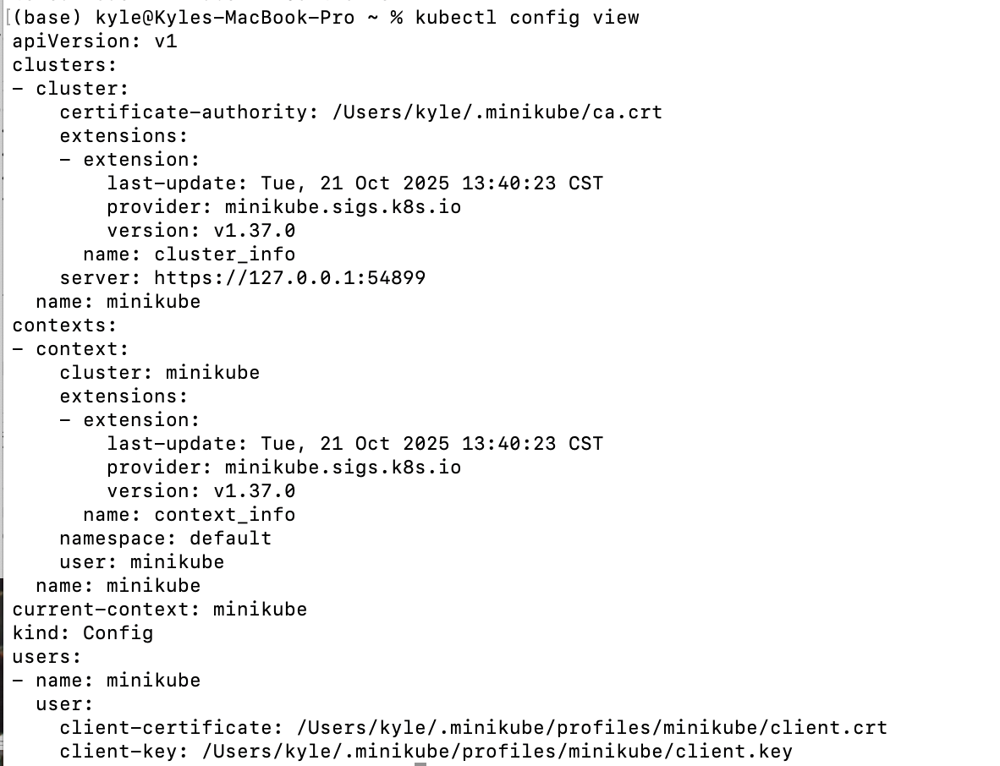 (base) kyle@Kyles-MacBook-Pro ~ % kubectl config view
apiVersion: v1
clusters:
- cluster:
    certificate-authority: /Users/kyle/.minikube/ca.crt
    extensions:
    - extension:
        last-update: Tue, 21 Oct 2025 13:40:23 CST
        provider: minikube.sigs.k8s.io
        version: v1.37.0
      name: cluster_info
    server: https://127.0.0.1:54899
  name: minikube
contexts:
- context:
    cluster: minikube
    extensions:
    - extension:
        last-update: Tue, 21 Oct 2025 13:40:23 CST
        provider: minikube.sigs.k8s.io
        version: v1.37.0
      name: context_info
    namespace: default
    user: minikube
  name: minikube
current-context: minikube
kind: Config
users:
- name: minikube
  user:
    client-certificate: /Users/kyle/.minikube/profiles/minikube/client.crt
    client-key: /Users/kyle/.minikube/profiles/minikube/client.key